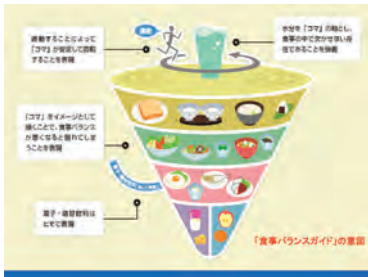 運動することによって
「コマ」が安定して回転
することを表現
運動
水分を「コマ」の軸とし、
食事の中で欠かせない存
在であることを強調
「コマ」をイメージとして
描くことで、食事バランス
が悪くなると倒れてしま
うことを表現
菓子・嗜好飲料は
ヒモで表現
「食事バランスガイド」の意図